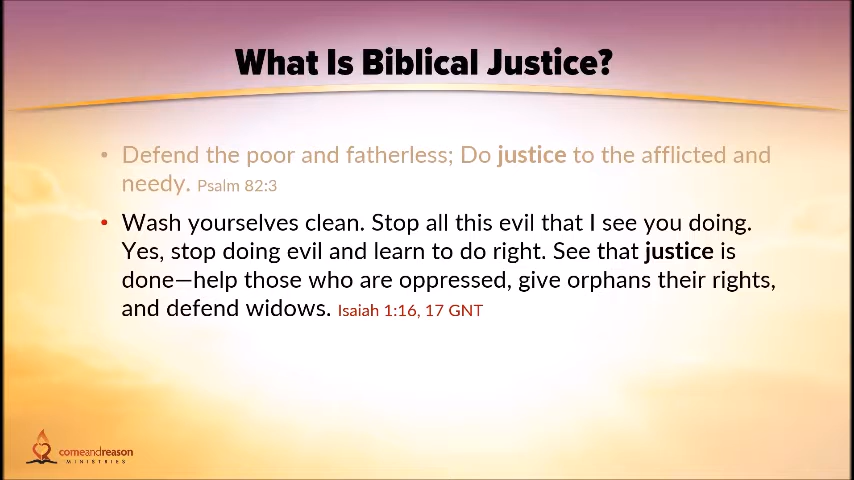 What Is Biblical Justice?
• Defend the poor and fatherless; Do justice to the afflicted and
needy. Psalm 82:3
• Wash yourselves clean. Stop all this evil that I see you doing.
Yes, stop doing evil and learn to do right. See that justice is
done—help those who are oppressed, give orphans their rights,
and defend widows. Isaiah 1:16, 17 GNT
comeandreason
MINISTRIES